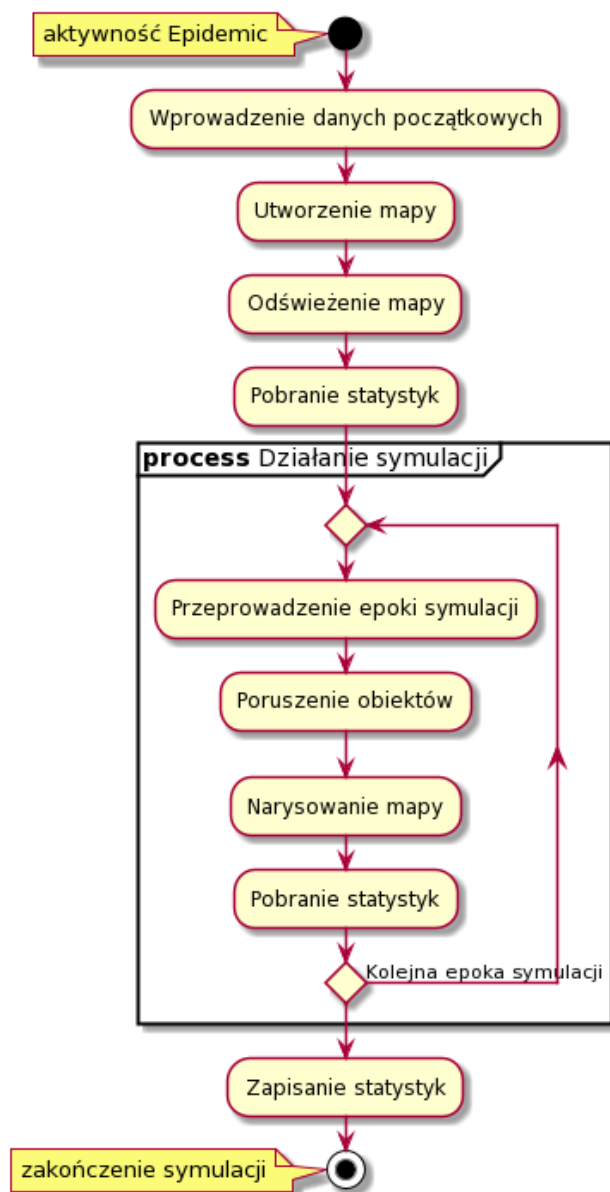 aktywność Epidemic
Wprowadzenie danych początkowych
Utworzenie mapy
Odświeżenie mapy
Pobranie statystyk
process Działanie symulacji
Przeprowadzenie epoki symulacji
Poruszenie obiektów
Narysowanie mapy
Pobranie statystyk
Kolejna epoka symulacji
Zapisanie statystyk
zakończenie symulacji